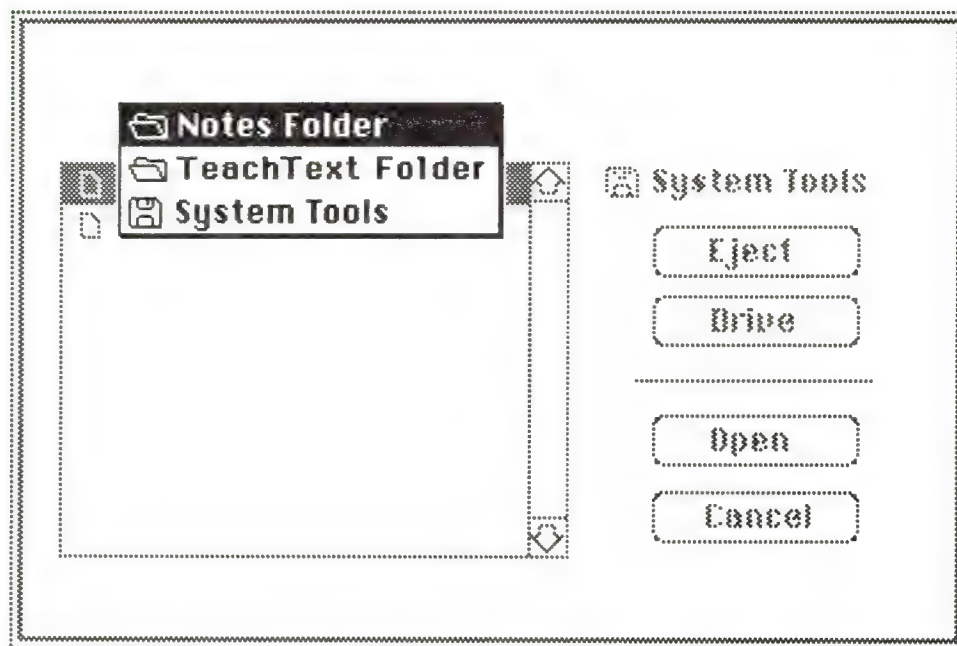 Notes Folder
TeachText Folder
System Tools
System Tools
Eject
Drive
Open
Cancel